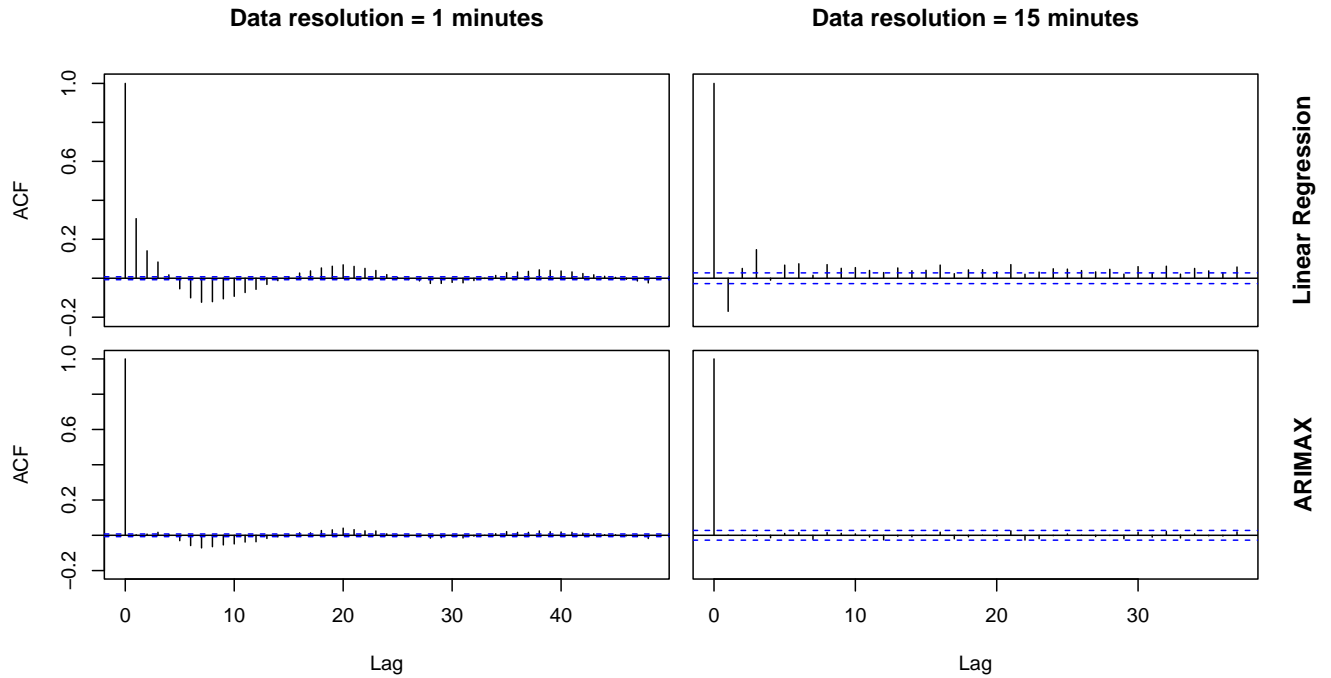 Data resolution = 1 minutes
Data resolution = 15 minutes
ACF
1.0
0.6
0.2
−0.2
Linear Regression
ACF
1.0
0.6
0.2
−0.2
ARIMAX
0 10 20 30 40
0 10 20 30
Lag
Lag